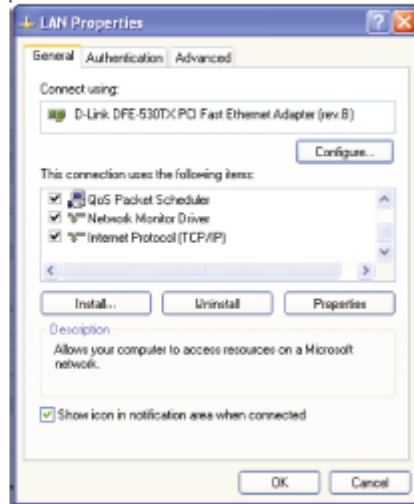 LAN Properties
General Authentication Advanced
Connect using:
D-Link DFE-530TX PCI Fast Ethernet Adapter (rev.B)
Configure...
This connection uses the following items:
QoS Packet Scheduler
Network Monitor Driver
Internet Protocol (TCP/IP)
Install... Uninstall Properties
Description
Allows your computer to access resources on a Microsoft
network.
Show icon in notification area when connected
OK Cancel